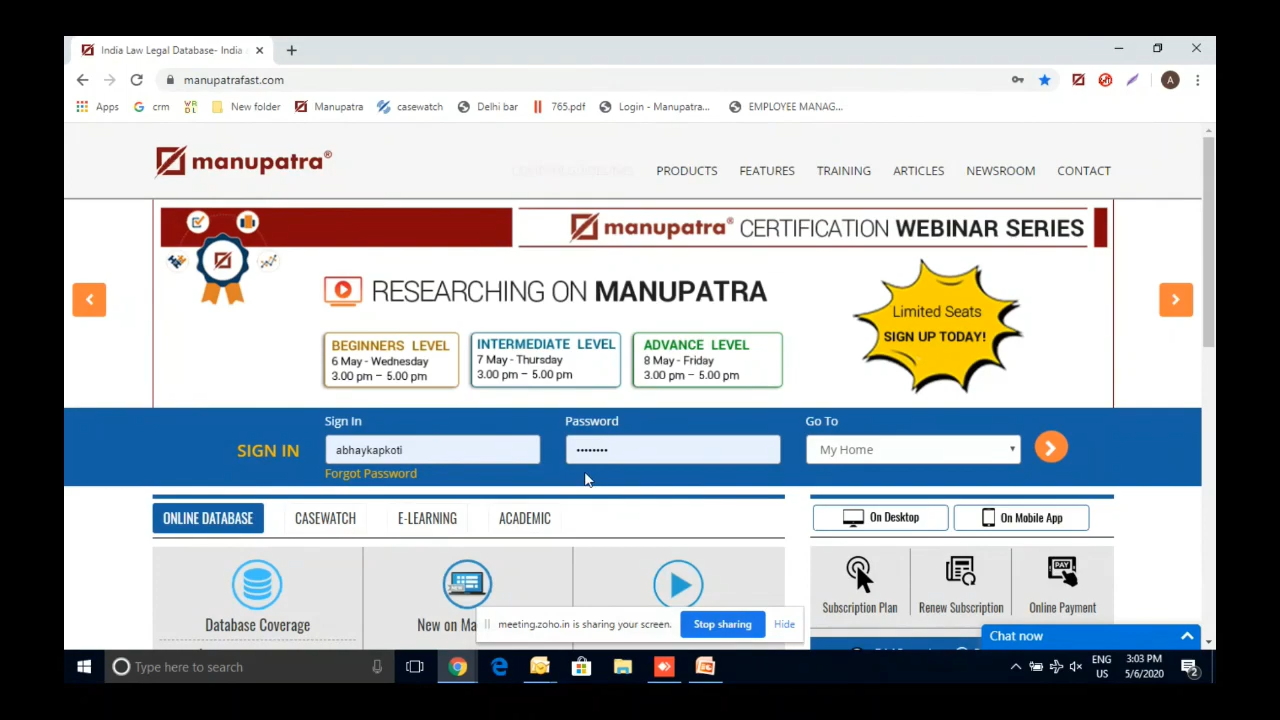 India Law Legal Database- India
manupatrafast.com
A
Apps
crm
New folder
Manupatra
casewatch
Delhi bar
765.pdf
Login - Manupatra...
EMPLOYEE MANAG...
manupatra®
PRODUCTS
FEATURES
TRAINING
ARTICLES
NEWSROOM
CONTACT
manupatra® CERTIFICATION WEBINAR SERIES
RESEARCHING ON MANUPATRA
BEGINNERS LEVEL
6 May - Wednesday
3.00 pm – 5.00 pm
INTERMEDIATE LEVEL
7 May - Thursday
3.00 pm – 5.00 pm
ADVANCE LEVEL
8 May - Friday
3.00 pm – 5.00 pm
Limited Seats
SIGN UP TODAY!
SIGN IN
Sign In
abhaykapkoti
Forgot Password
Password
••••••••
Go To
My Home
ONLINE DATABASE
CASEWATCH
E-LEARNING
ACADEMIC
On Desktop
On Mobile App
Database Coverage
New on Ma
Subscription Plan
Renew Subscription
PAY
Online Payment
meeting.zoho.in is sharing your screen.
Stop sharing
Hide
Chat now
Type here to search
ENG
US
3:03 PM
5/6/2020
2